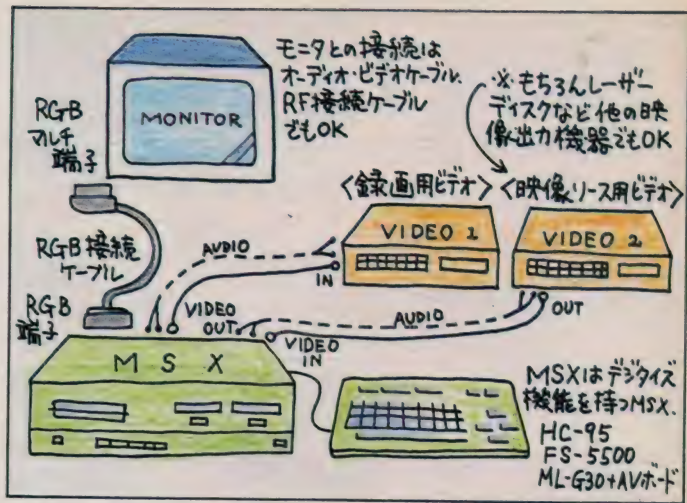 モニタとの接続は
オーディオ・ビデオケーブル、
RF接続ケーブル
でもOK
※もちろんレーザー
ディスクなど他の映
像出力機器でもOK
MONITOR
RGB
マルチ
端子
RGB接続
ケーブル
RGB
端子
<録画用ビデオ>
<映像ソース用ビデオ>
VIDEO 1
VIDEO 2
AUDIO
IN
VIDEO
OUT
AUDIO
OUT
VIDEO
IN
MSX
MSXはデジタイズ
機能を持つMSX.
HC-95
FS-5500
ML-G30+AVボード